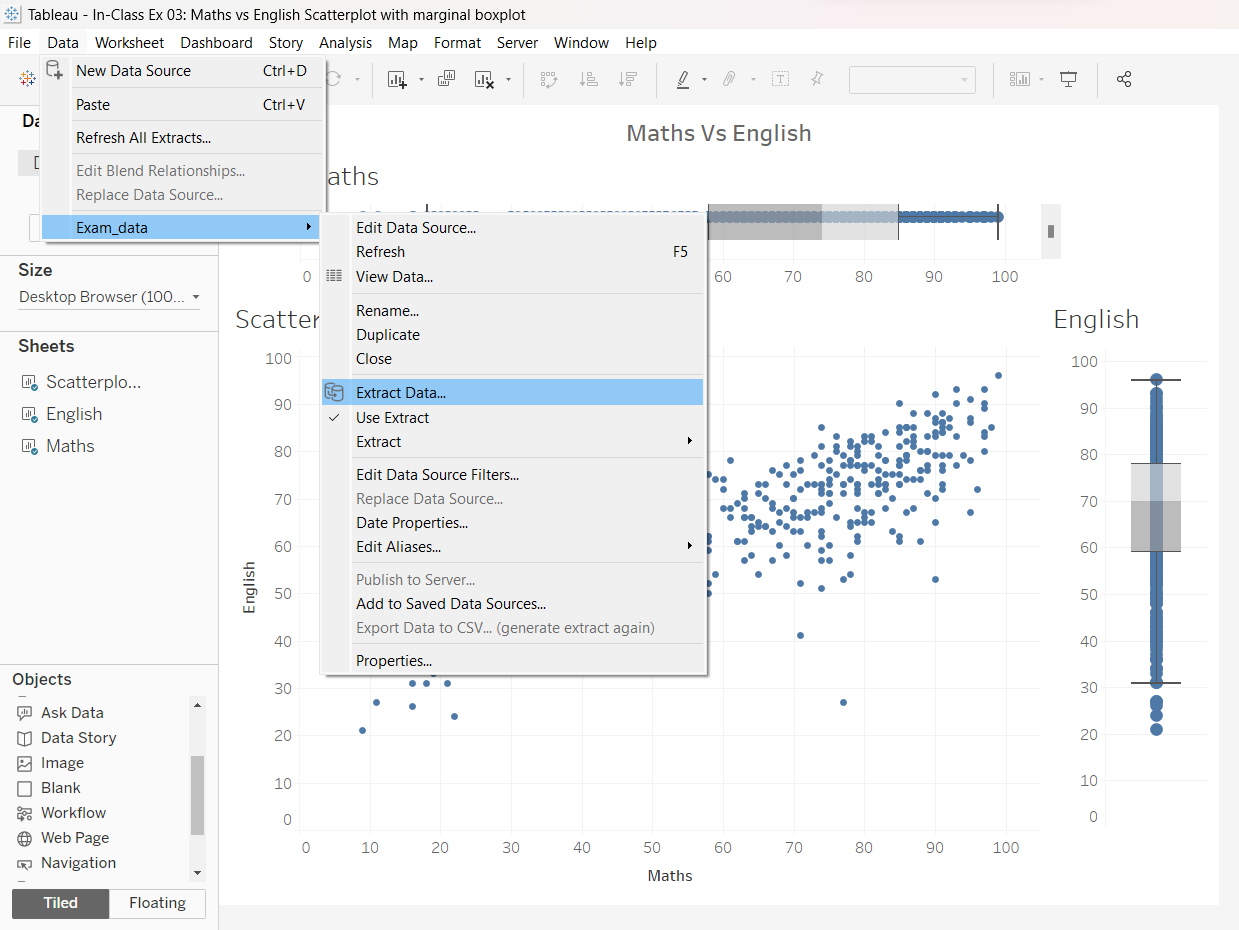 Tableau - In-Class Ex 03: Maths vs English Scatterplot with marginal boxplot
File Data Worksheet Dashboard Story Analysis Map Format Server Window Help
New Data Source Ctrl+D
Paste Ctrl+V
Refresh All Extracts...
Edit Blend Relationships...
Replace Data Source...
Exam_data
Edit Data Source...
Refresh F5
View Data...
Rename...
Duplicate
Close
Extract Data...
Use Extract
Extract
Edit Data Source Filters...
Replace Data Source...
Date Properties...
Edit Aliases...
Publish to Server...
Add to Saved Data Sources...
Export Data to CSV... (generate extract again)
Properties...
Da
Size
Desktop Browser (100...
Sheets
Scatterplo...
English
Maths
Objects
Ask Data
Data Story
Image
Blank
Workflow
Web Page
Navigation
Tiled Floating
Maths Vs English
aths
0 60 70 80 90 100
Scatter
English
100
90
80
70
60
50
40
30
20
10
0
English
0 10 20 30 40 50 60 70 80 90 100
Maths
100
90
80
70
60
50
40
30
20
10
0